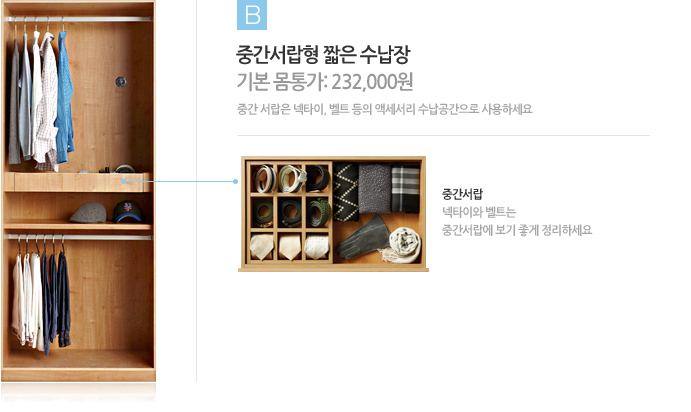 B
중간서랍형 짧은 수납장
기본 몸통가: 232,000원
중간 서랍은 넥타이, 벨트 등의 액세서리 수납공간으로 사용하세요
중간서랍
넥타이와 벨트는
중간서랍에 보기 좋게 정리하세요